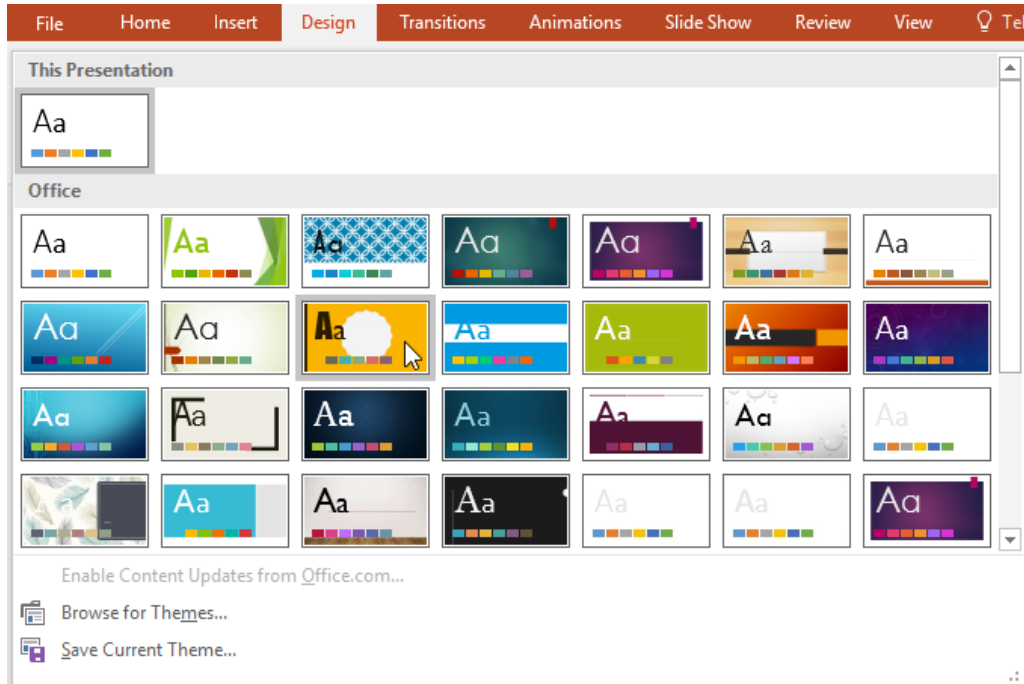 File Home Insert Design Transitions Animations Slide Show Review View Tel
This Presentation
Aa
Office
Aa Aa Aa Aa Aa Aa Aa
Aa Aa Aa Aa Aa Aa Aa
Aa Aa Aa Aa Aa Aa Aa
Aa Aa Aa Aa Aa Aa
Enable Content Updates from Office.com...
Browse for Themes...
Save Current Theme...